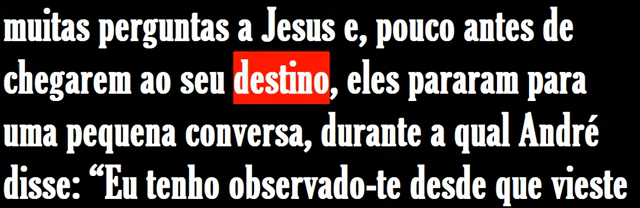 muitas perguntas a Jesus e, pouco antes de
chegarem ao seu destino, eles pararam para
uma pequena conversa, durante a qual André
disse: “Eu tenho observado-te desde que vieste